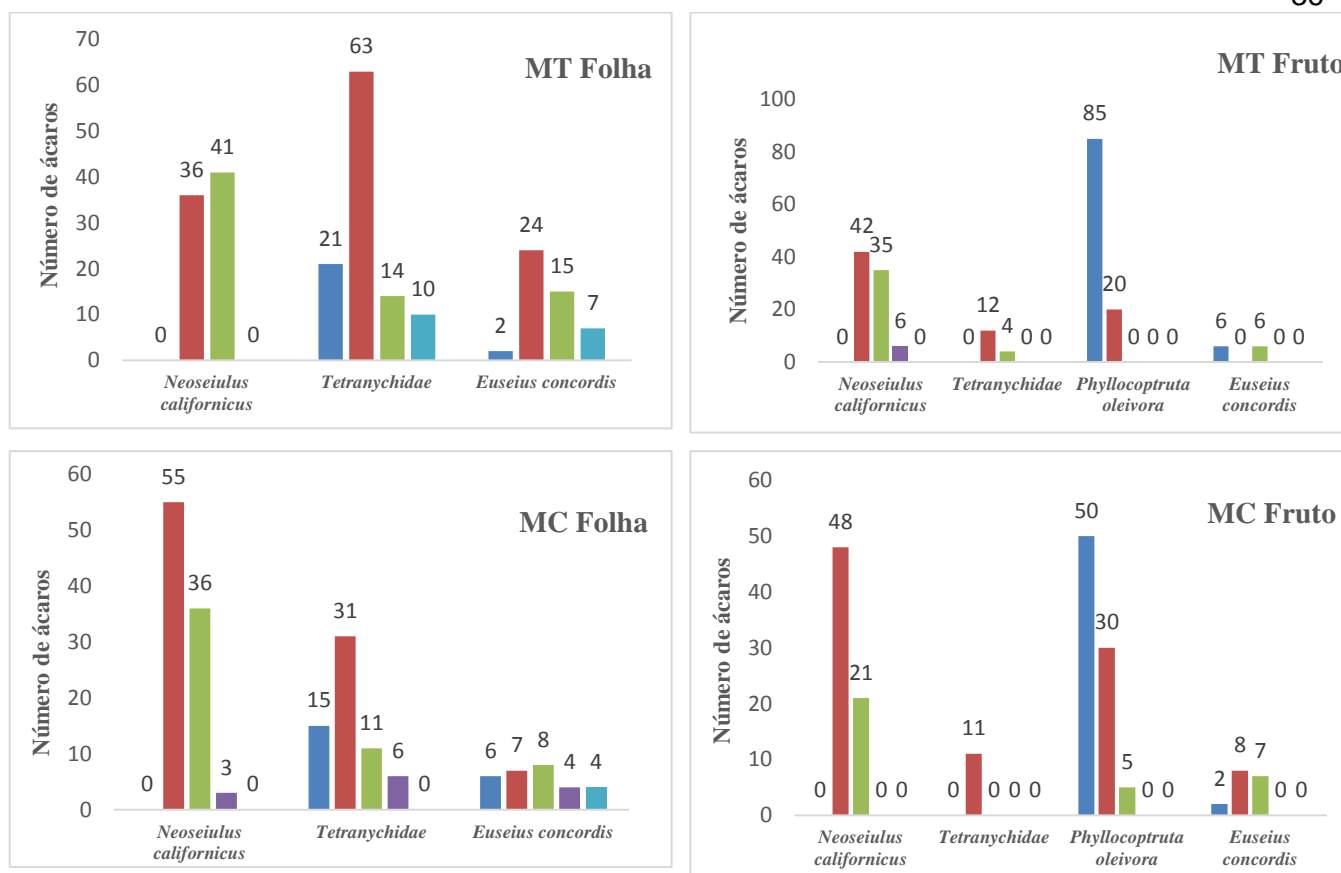 70
60
50
40
30
20
10
0
Número de ácaros
MT Folha
0 36 41 0
21 63 14 10
2 24 15 7
Neoseiulus
californicus
Tetranychidae
Euseius concordis
100
80
60
40
20
0
Número de ácaros
MT Fruto
0 42 35 6 0
0 12 4 0 0
85 20 0 0 0
6 0 6 0 0
Neoseiulus
californicus
Tetranychidae
Phyllocoptruta
oleivora
Euseius
concordis
60
50
40
30
20
10
0
Número de ácaros
MC Folha
0 55 36 3 0
15 31 11 6 0
6 7 8 4 4
Neoseiulus
californicus
Tetranychidae
Euseius concordis
60
50
40
30
20
10
0
Número de ácaros
MC Fruto
0 48 21 0 0
0 11 0 0 0
50 30 5 0 0
2 8 7 0 0
Neoseiulus
californicus
Tetranychidae
Phyllocoptruta
oleivora
Euseius
concordis